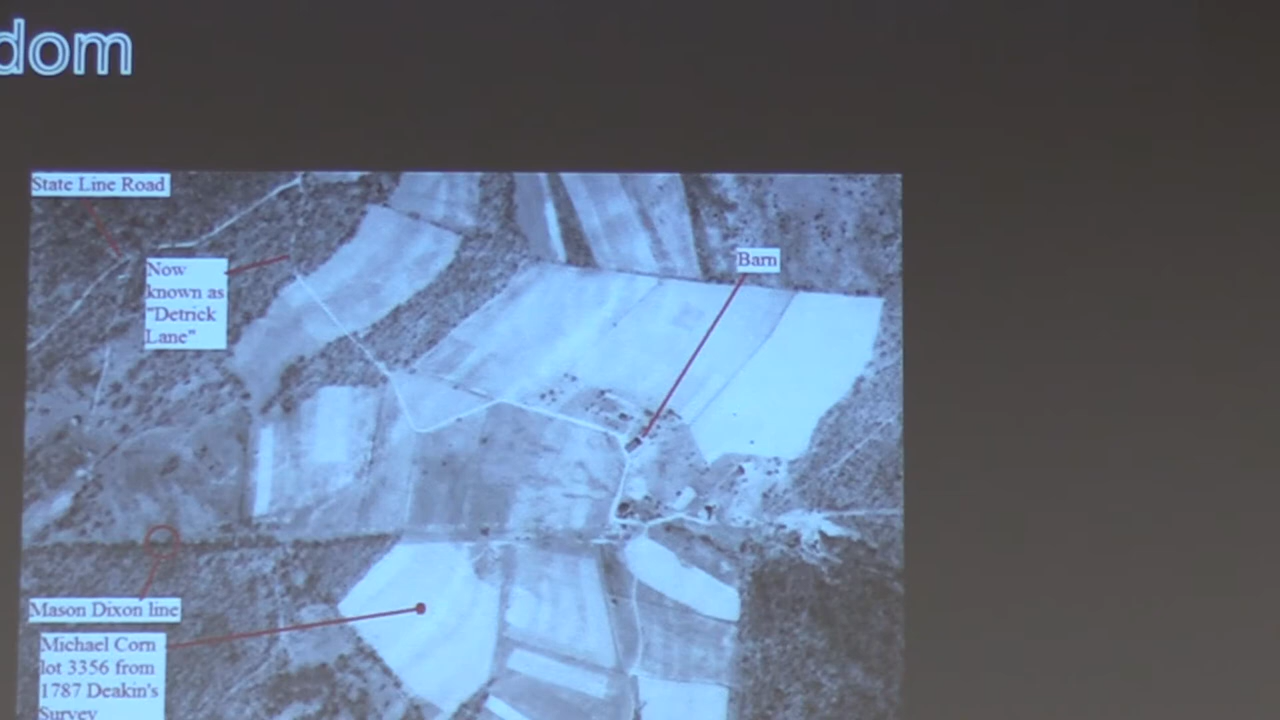 dom
State Line Road
Now
known as
"Detrick
Lane"
Barn
Mason Dixon line
Michael Corn
lot 3356 from
1787 Deakin's
Survey